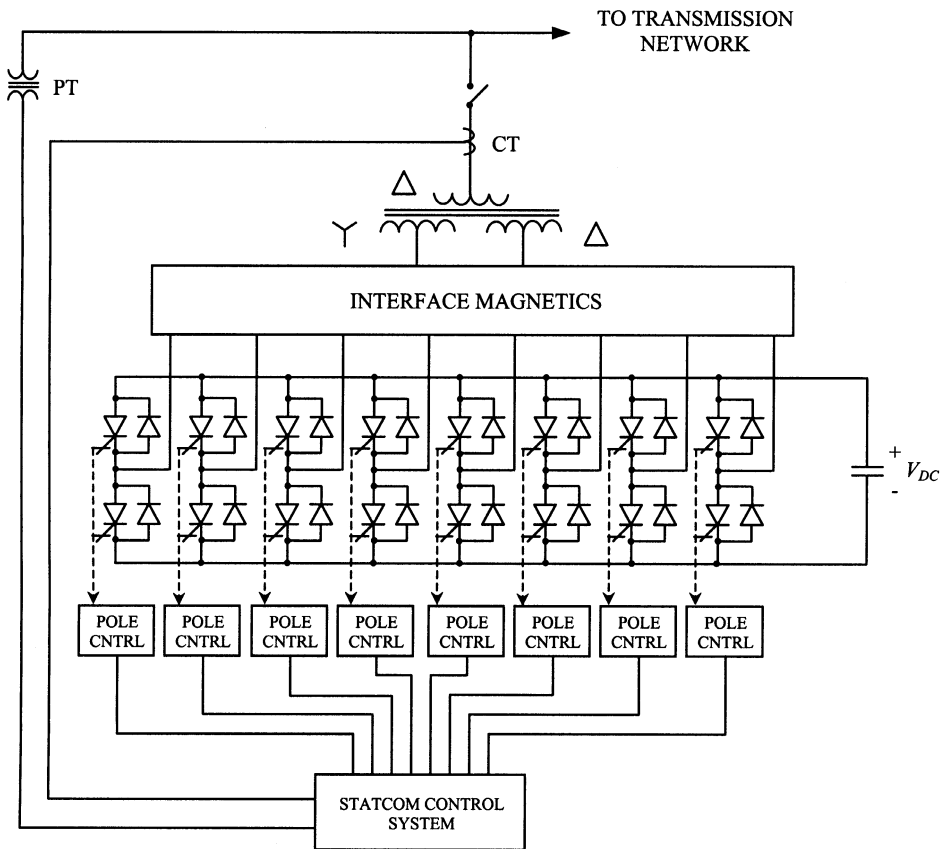 TO TRANSMISSION
NETWORK
PT
CT
Δ
Y
Δ
INTERFACE MAGNETICS
+
V_DC
-
POLE
CNTRL
POLE
CNTRL
POLE
CNTRL
POLE
CNTRL
POLE
CNTRL
POLE
CNTRL
POLE
CNTRL
POLE
CNTRL
STATCOM CONTROL
SYSTEM